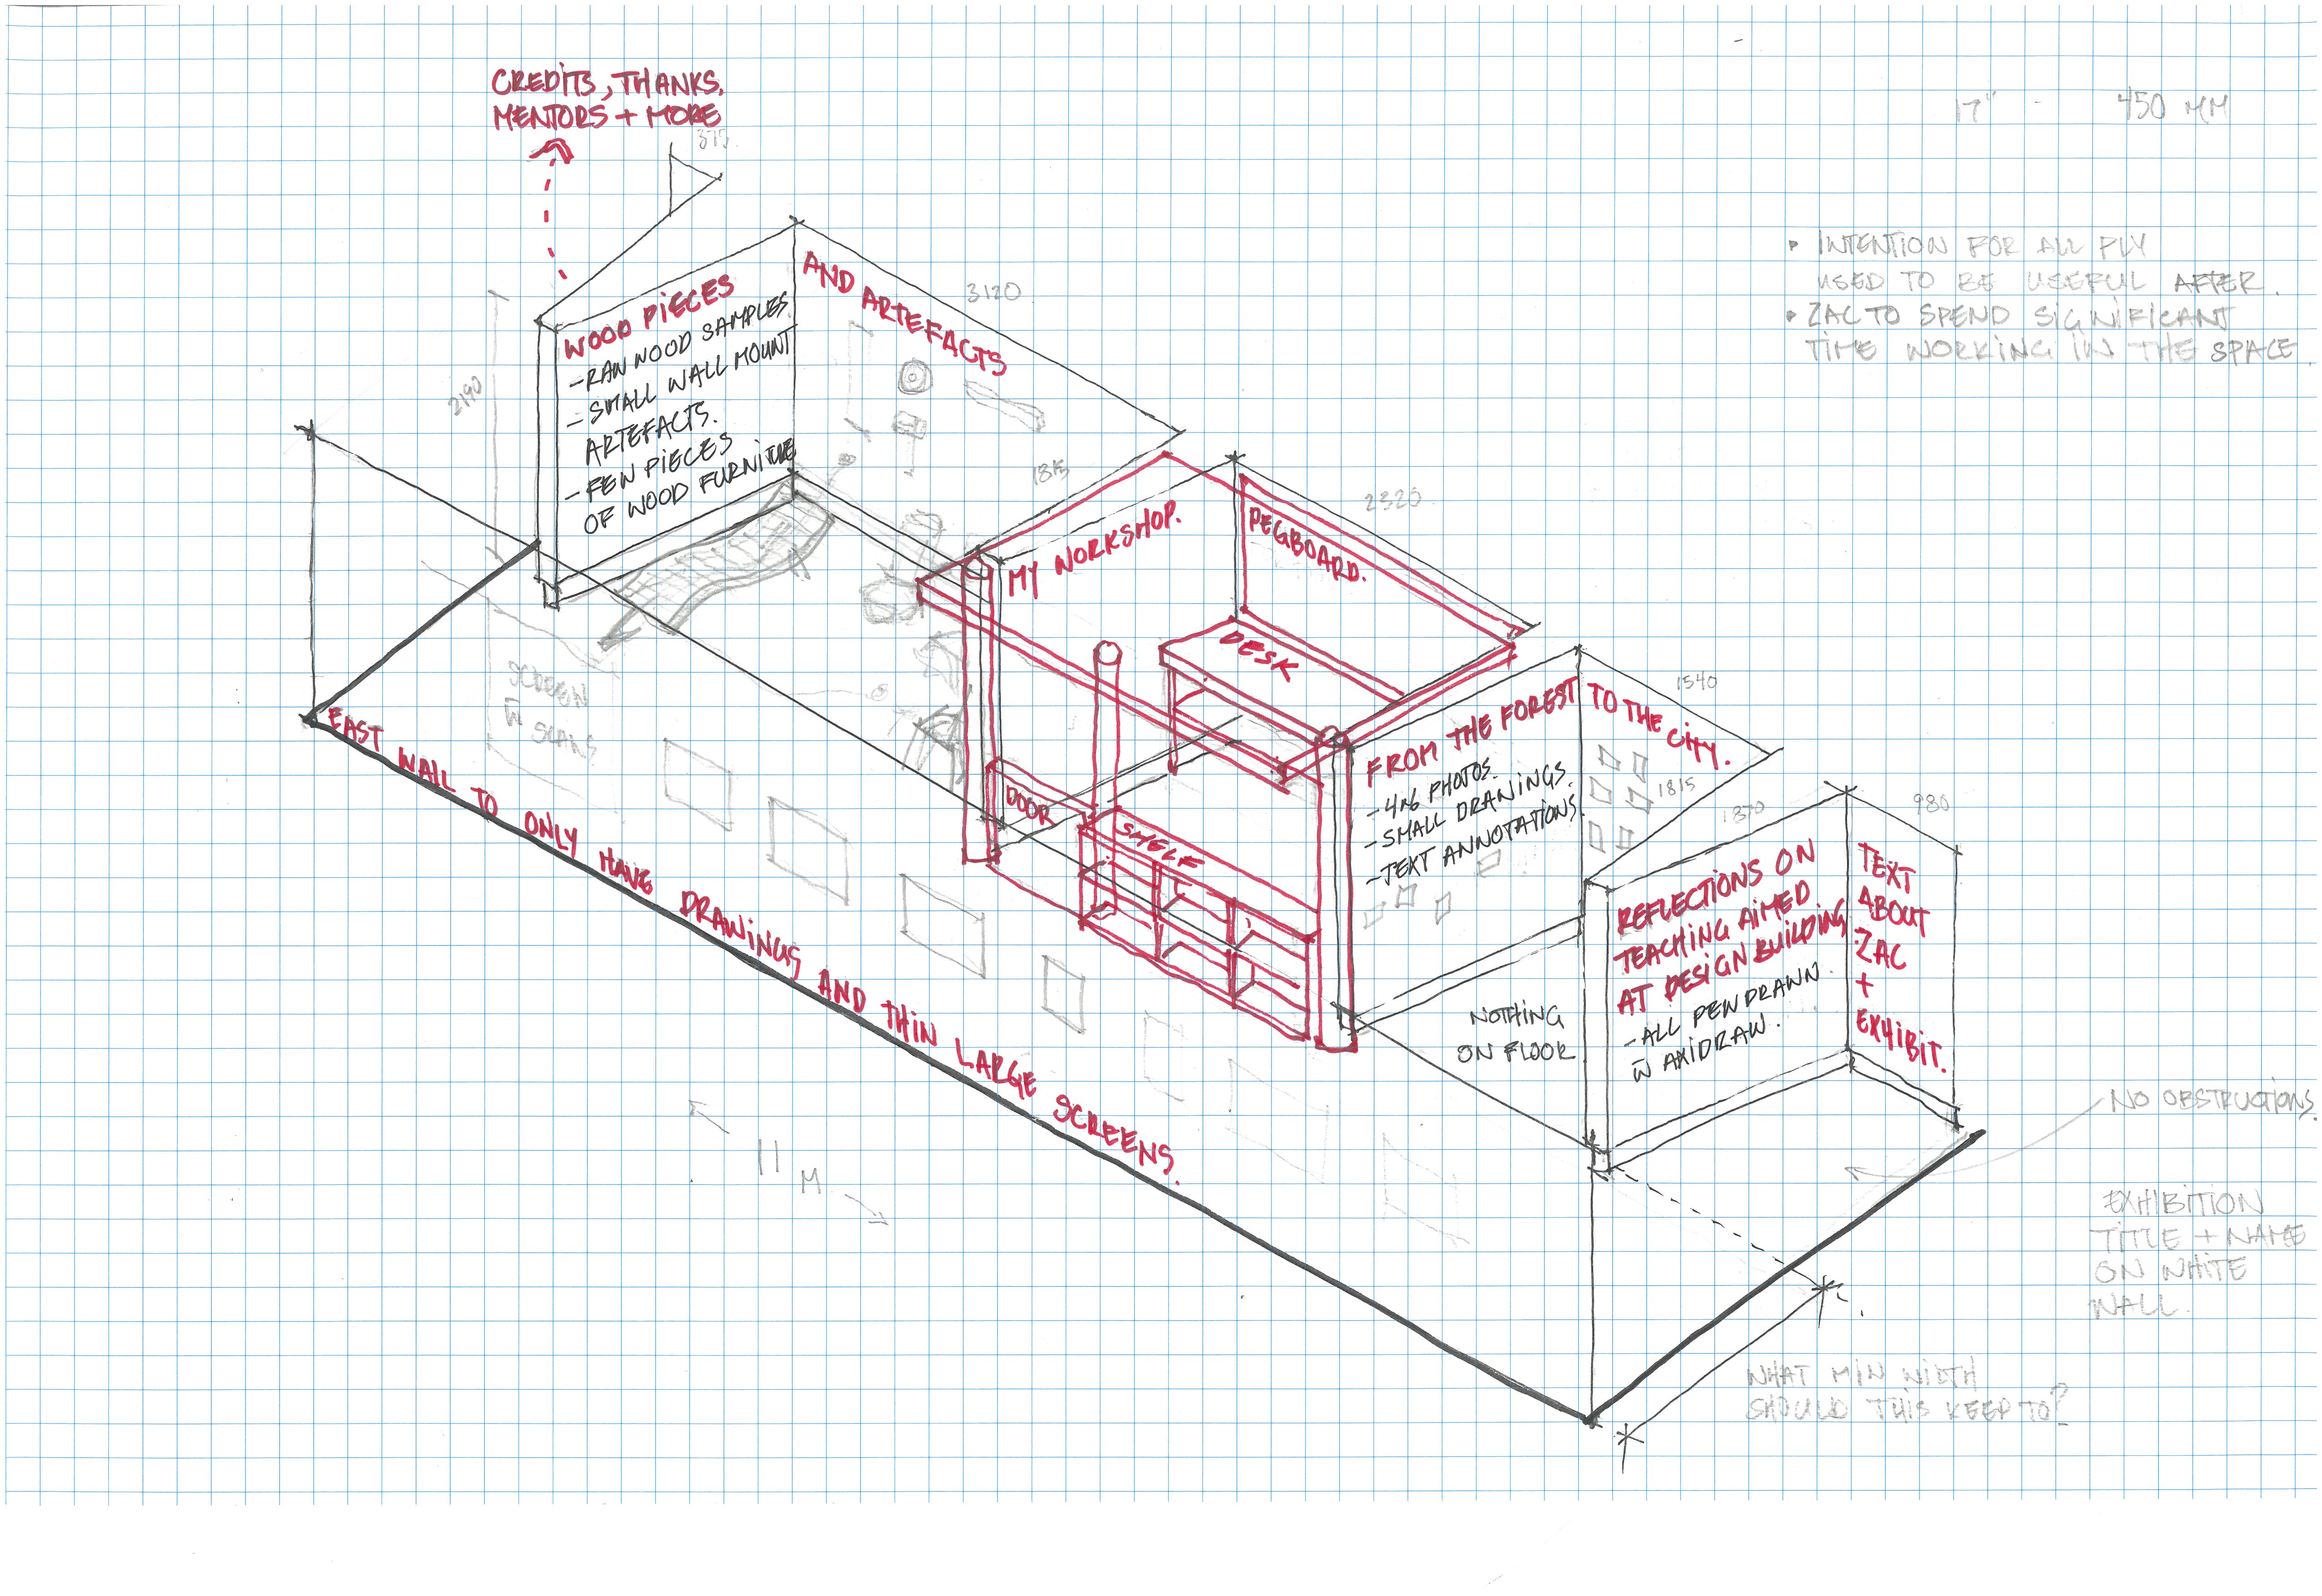 CREDITS, THANKS,
MENTORS + MORE
375
17" - 450 MM
• INTENTION FOR ALL PLY
USED TO BE USEFUL AFTER.
• ZAC TO SPEND SIGNIFICANT
TIME WORKING IN THE SPACE.
WOOD PIECES
- RAW WOOD SAMPLES
- SMALL WALL MOUNT
ARTEFACTS.
- FEW PIECES
OF WOOD FURNITURE
AND ARTEFACTS
3120
2190
1815
2320
MY WORKSHOP.
PEGBOARD.
DESK
DOOR
SHELF
SCREEN
W̄ SCANS
EAST WALL TO ONLY HAVE DRAWINGS AND THIN LARGE SCREENS.
11 M
FROM THE FOREST TO THE CITY.
- 4x6 PHOTOS.
- SMALL DRAWINGS.
- TEXT ANNOTATIONS.
1540
1815
1370
980
NOTHING
ON FLOOR
REFLECTIONS ON
TEACHING AIMED
AT DESIGN BUILDING
- ALL PEN DRAWN
W̄ AXIDRAW.
TEXT
ABOUT
ZAC
+
EXHIBIT.
NO OBSTRUCTIONS.
EXHIBITION
TITLE + NAME
ON WHITE
WALL.
WHAT MIN WIDTH
SHOULD THIS KEEP TO?